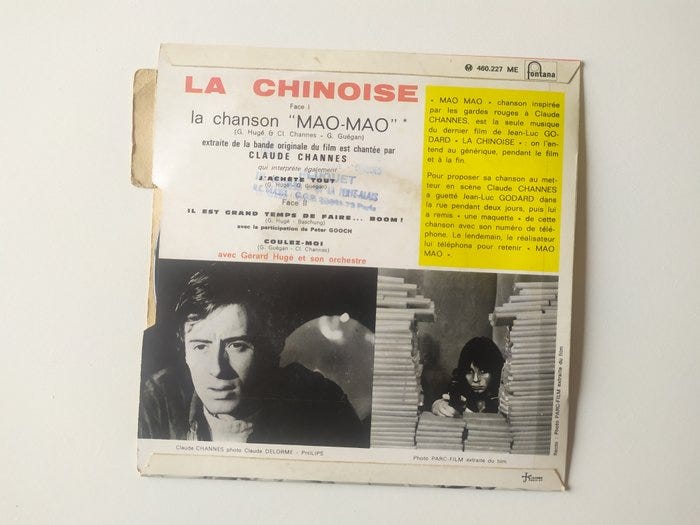 460.227 ME
fontana
LA CHINOISE
Face I
la chanson "MAO-MAO" *
(G. Hugé & Cl. Channes - G. Guégan)
extraite de la bande originale du film est chantée par
CLAUDE CHANNES
qui interprète également
J'ACHÈTE TOUT
(G. Hugé - G. Guégan)
Face II
IL EST GRAND TEMPS DE FAIRE... BOOM!
(G. Hugé - Baschung)
avec la participation de Peter GOOCH
COULEZ-MOI
(G. Guégan - Cl. Channes)
avec Gérard Hugé et son orchestre
« MAO MAO » chanson inspirée
par les gardes rouges à Claude
CHANNES, est la seule musique
du dernier film de Jean-Luc GO-
DARD « LA CHINOISE » : on l'en-
tend au générique, pendant le film
et à la fin.
Pour proposer sa chanson au met-
teur en scène Claude CHANNES
a guetté Jean-Luc GODARD dans
la rue pendant deux jours, puis lui
a remis « une maquette » de cette
chanson avec son numéro de télé-
phone. Le lendemain, le réalisateur
lui téléphona pour retenir « MAO
MAO ».
Claude CHANNES photo Claude DELORME - PHILIPS
Photo PARC-FILM extraite du film
Recto : Photo PARC-FILM extraite du film